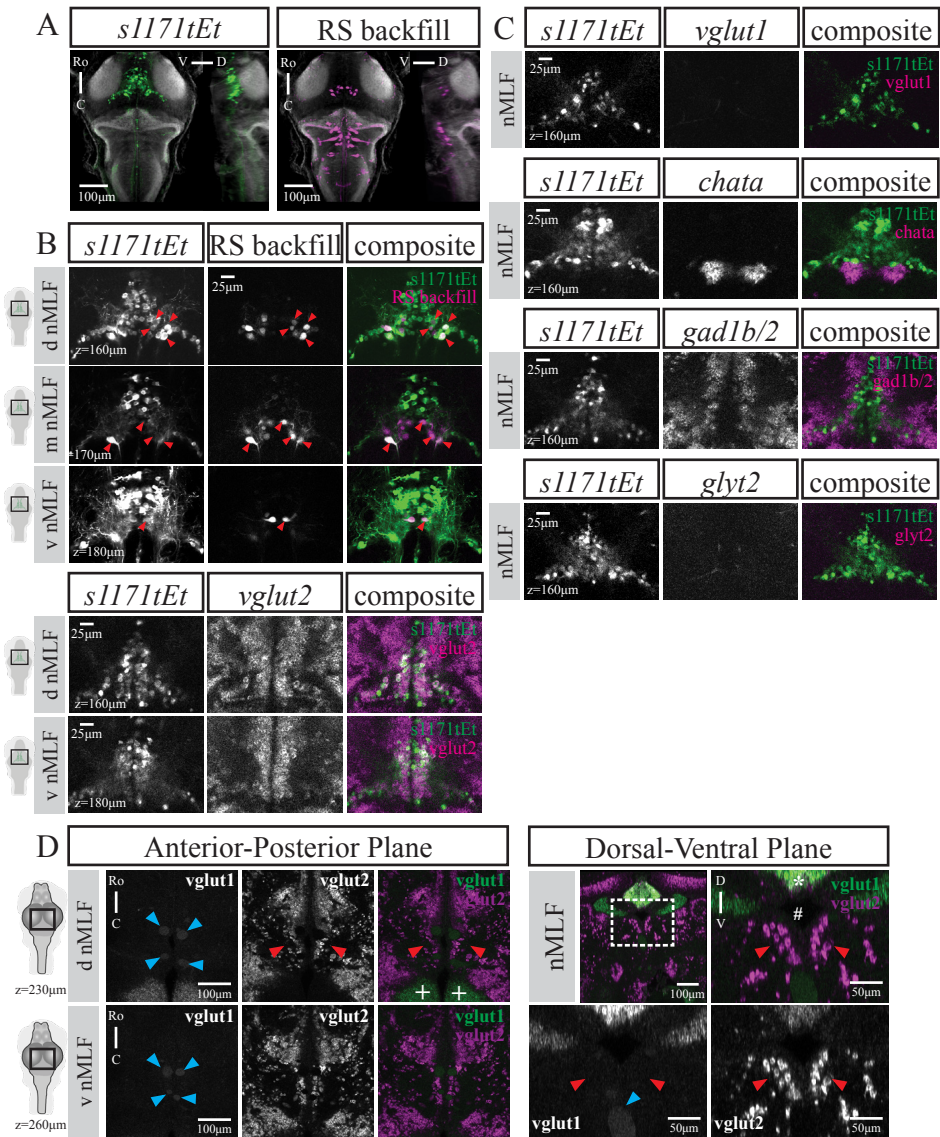 A
s1171tEt
RS backfill
Ro
C
V
D
100μm
Ro
C
V
D
100μm
B
s1171tEt
RS backfill
composite
d nMLF
z=160μm
25μm
s1171tEt
RS backfill
m nMLF
170μm
v nMLF
z=180μm
s1171tEt
vglut2
composite
d nMLF
25μm
z=160μm
s1171tEt
vglut2
v nMLF
25μm
z=180μm
s1171tEt
vglut2
C
s1171tEt
vglut1
composite
nMLF
25μm
z=160μm
s1171tEt
vglut1
s1171tEt
chata
composite
nMLF
25μm
z=160μm
s1171tEt
chata
s1171tEt
gad1b/2
composite
nMLF
25μm
z=160μm
s1171tEt
gad1b/2
s1171tEt
glyt2
composite
nMLF
25μm
z=160μm
s1171tEt
glyt2
D
Anterior-Posterior Plane
z=230μm
d nMLF
Ro
C
vglut1
100μm
vglut2
100μm
vglut1
vglut2
+ +
100μm
z=260μm
v nMLF
Ro
C
vglut1
100μm
vglut2
100μm
vglut1
vglut2
100μm
Dorsal-Ventral Plane
nMLF
100μm
D
V
*
#
vglut1
vglut2
50μm
vglut1
50μm
vglut2
50μm